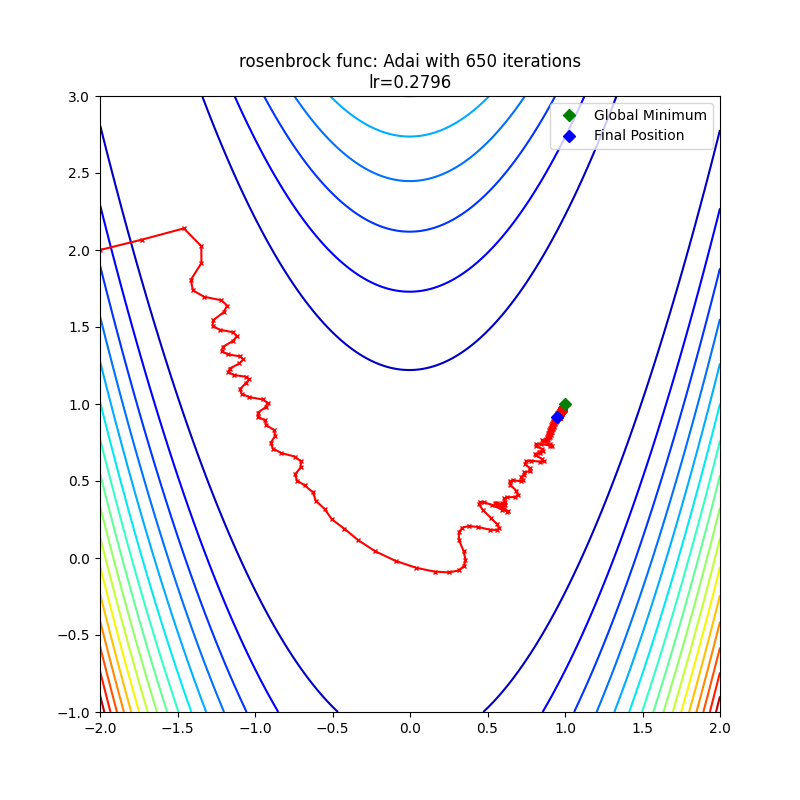 rosenbrock func: Adai with 650 iterations
lr=0.2796
Global Minimum
Final Position
3.0
2.5
2.0
1.5
1.0
0.5
0.0
−0.5
−1.0
−2.0 −1.5 −1.0 −0.5 0.0 0.5 1.0 1.5 2.0